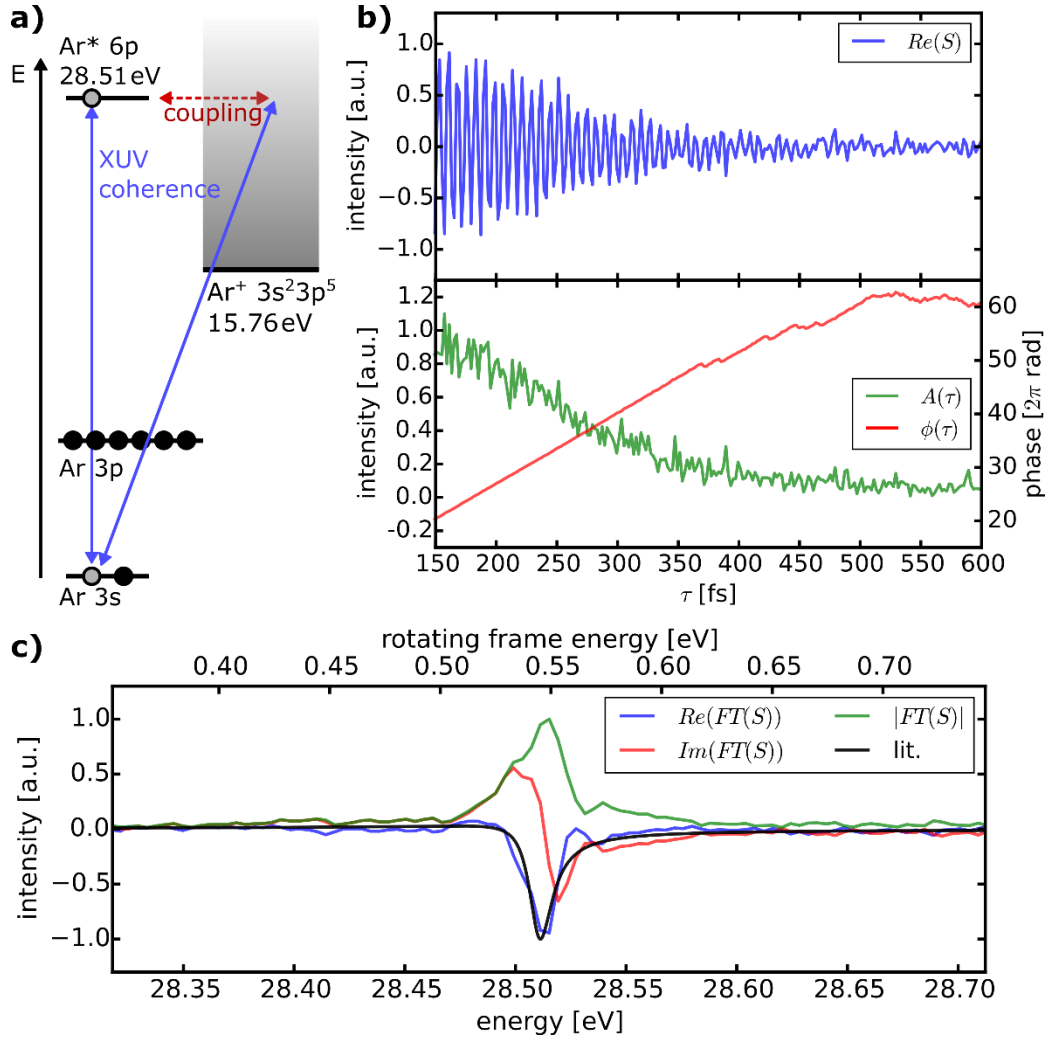 a)
Ar* 6p
28.51eV
E
coupling
XUV
coherence
Ar⁺ 3s²3p⁵
15.76eV
Ar 3p
Ar 3s
b)
intensity [a.u.]
1.0
0.5
0.0
−0.5
−1.0
Re(S)
intensity [a.u.]
1.2
1.0
0.8
0.6
0.4
0.2
0.0
-0.2
A(τ)
ϕ(τ)
60
50
40
30
20
phase [2π rad]
150 200 250 300 350 400 450 500 550 600
τ [fs]
c)
rotating frame energy [eV]
0.40 0.45 0.50 0.55 0.60 0.65 0.70
intensity [a.u.]
1.0
0.5
0.0
−0.5
−1.0
Re(FT(S))
Im(FT(S))
|FT(S)|
lit.
28.35 28.40 28.45 28.50 28.55 28.60 28.65 28.70
energy [eV]